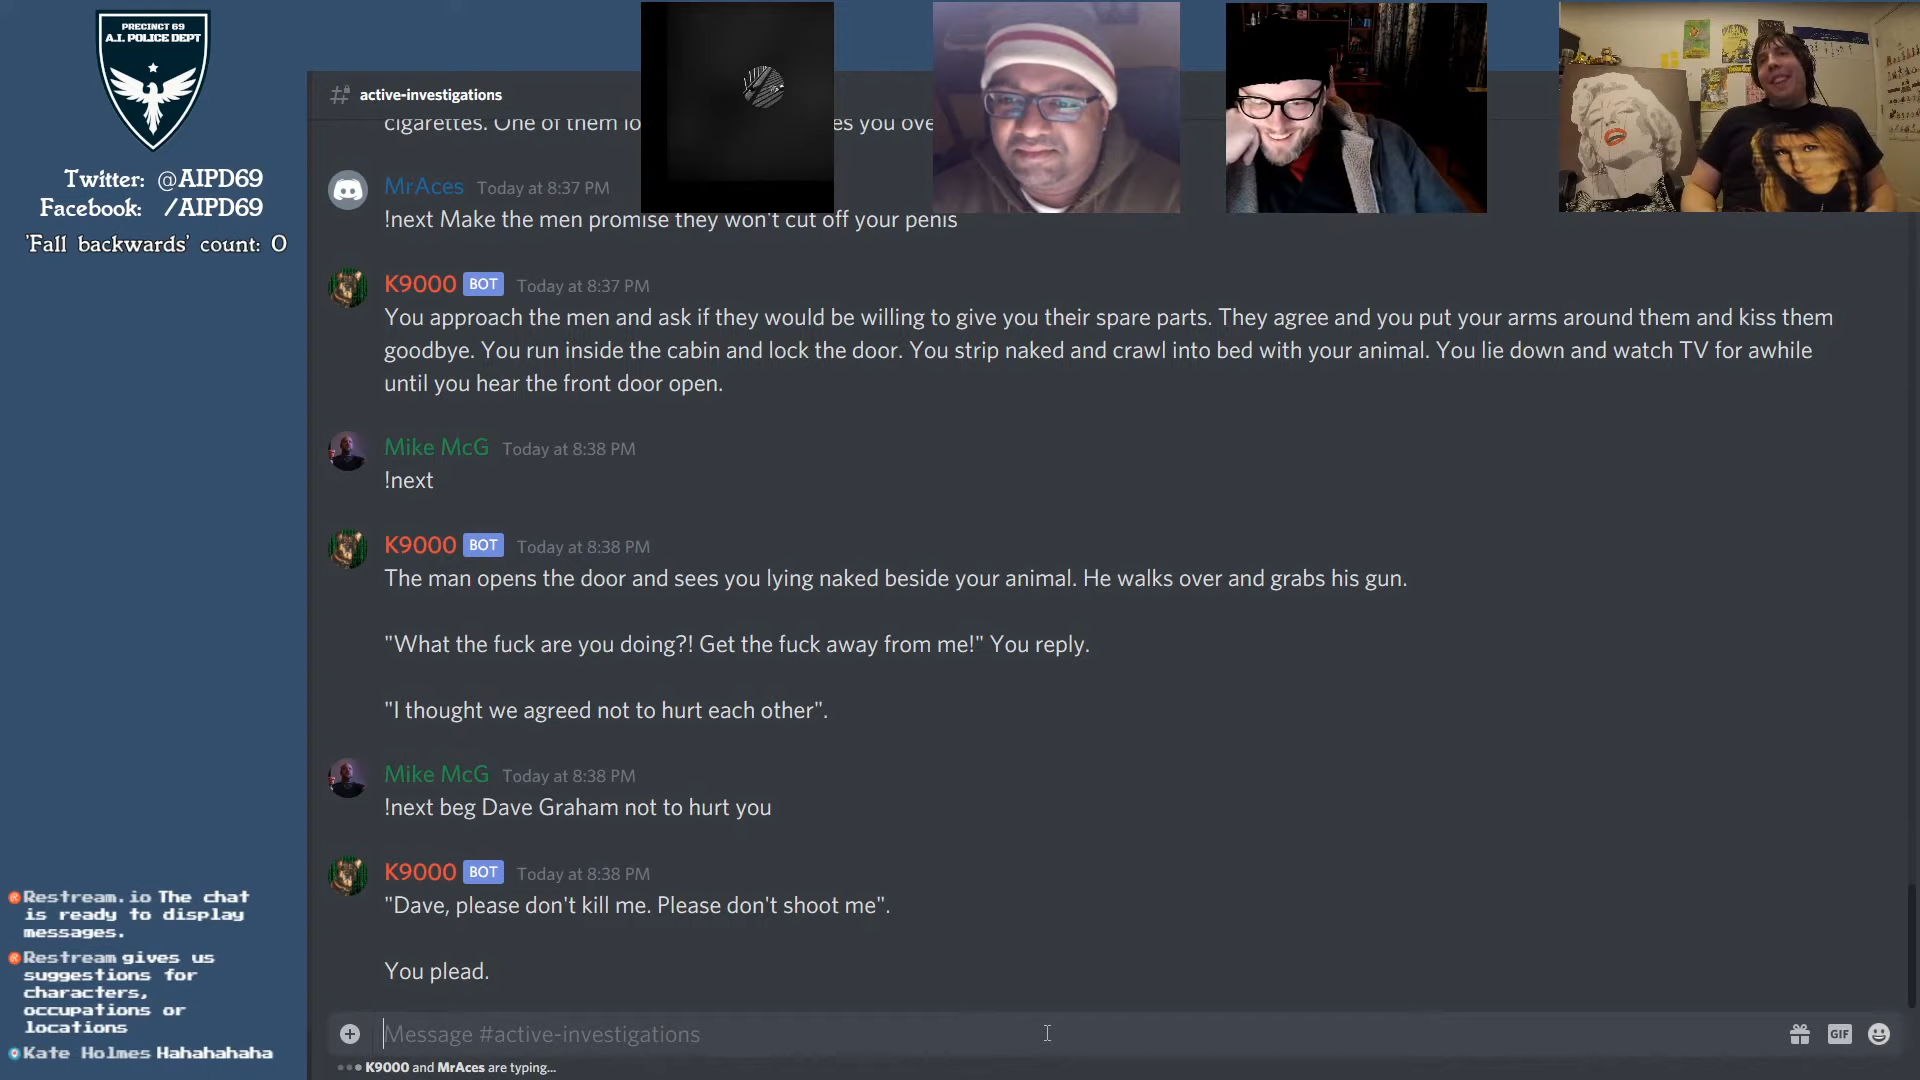 PRECINCT 69
A.I. POLICE DEPT
Twitter: @AIPD69
Facebook: /AIPD69
'Fall backwards' count: 0
# active-investigations
cigarettes. One of them lo
es you ove
MrAces Today at 8:37 PM
!next Make the men promise they won't cut off your penis
K9000 BOT Today at 8:37 PM
You approach the men and ask if they would be willing to give you their spare parts. They agree and you put your arms around them and kiss them
goodbye. You run inside the cabin and lock the door. You strip naked and crawl into bed with your animal. You lie down and watch TV for awhile
until you hear the front door open.
Mike McG Today at 8:38 PM
!next
K9000 BOT Today at 8:38 PM
The man opens the door and sees you lying naked beside your animal. He walks over and grabs his gun.
"What the fuck are you doing?! Get the fuck away from me!" You reply.
"I thought we agreed not to hurt each other".
Mike McG Today at 8:38 PM
!next beg Dave Graham not to hurt you
K9000 BOT Today at 8:38 PM
"Dave, please don't kill me. Please don't shoot me".
You plead.
Message #active-investigations
GIF
K9000 and MrAces are typing...
Restream.io The chat
is ready to display
messages.
Restream gives us
suggestions for
characters,
occupations or
locations
Kate Holmes Hahahahaha